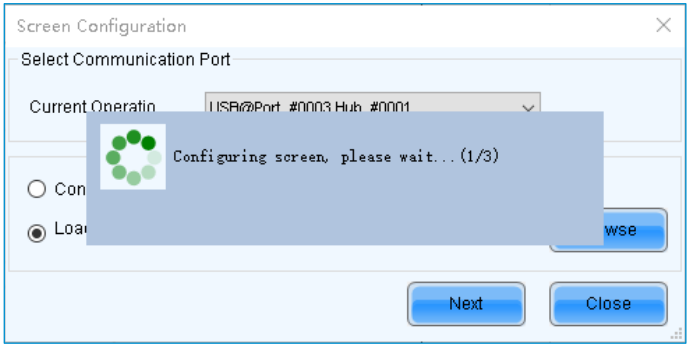 Screen Configuration
Select Communication Port
Current Operatio
USB@Port_#0003.Hub_#0001
Configuring screen, please wait...(1/3)
Con
Loa
wse
Next
Close